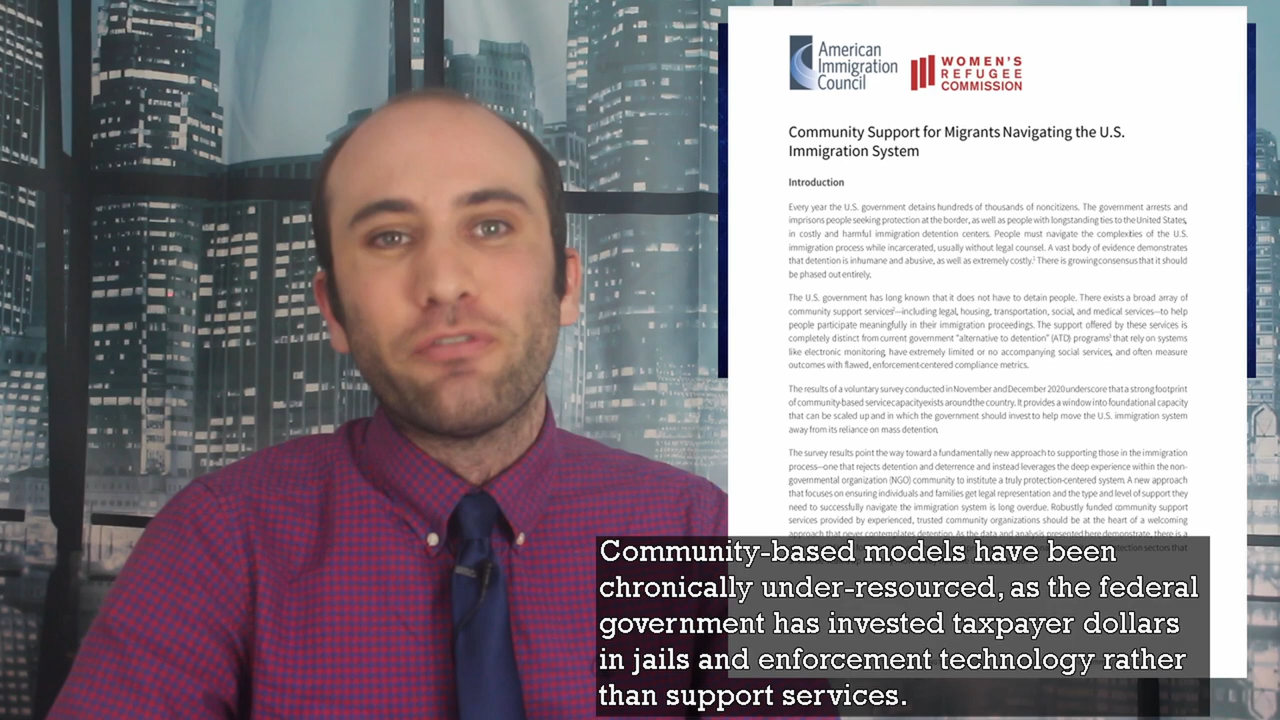 American
Immigration
Council
WOMEN'S
REFUGEE
COMMISSION
Community Support for Migrants Navigating the U.S.
Immigration System
Introduction
Every year the U.S. government detains hundreds of thousands of noncitizens. The government arrests and
imprisons people seeking protection at the border, as well as people with longstanding ties to the United States,
in costly and harmful immigration detention centers. People must navigate the complexities of the U.S.
immigration process while incarcerated, usually without legal counsel. A vast body of evidence demonstrates
that detention is inhumane and abusive, as well as extremely costly.¹ There is growing consensus that it should
be phased out entirely.
The U.S. government has long known that it does not have to detain people. There exists a broad array of
community support services²—including legal, housing, transportation, social, and medical services—to help
people participate meaningfully in their immigration proceedings. The support offered by these services is
completely distinct from current government "alternative to detention" (ATD) programs³ that rely on systems
like electronic monitoring, have extremely limited or no accompanying social services, and often measure
outcomes with flawed, enforcement-centered compliance metrics.
The results of a voluntary survey conducted in November and December 2020 underscore that a strong footprint
of community-based service capacity exists around the country. It provides a window into foundational capacity
that can be scaled up and in which the government should invest to help move the U.S. immigration system
away from its reliance on mass detention.
The survey results point the way toward a fundamentally new approach to supporting those in the immigration
process—one that rejects detention and deterrence and instead leverages the deep experience within the non-
governmental organization (NGO) community to institute a truly protection-centered system. A new approach
that focuses on ensuring individuals and families get legal representation and the type and level of support they
need to successfully navigate the immigration system is long overdue. Robustly funded community support
services provided by experienced, trusted community organizations should be at the heart of a welcoming
approach that never contemplates detention. As the data and analysis presented here demonstrate, there is a
Community-based models have been
chronically under-resourced, as the federal
government has invested taxpayer dollars
in jails and enforcement technology rather
than support services.